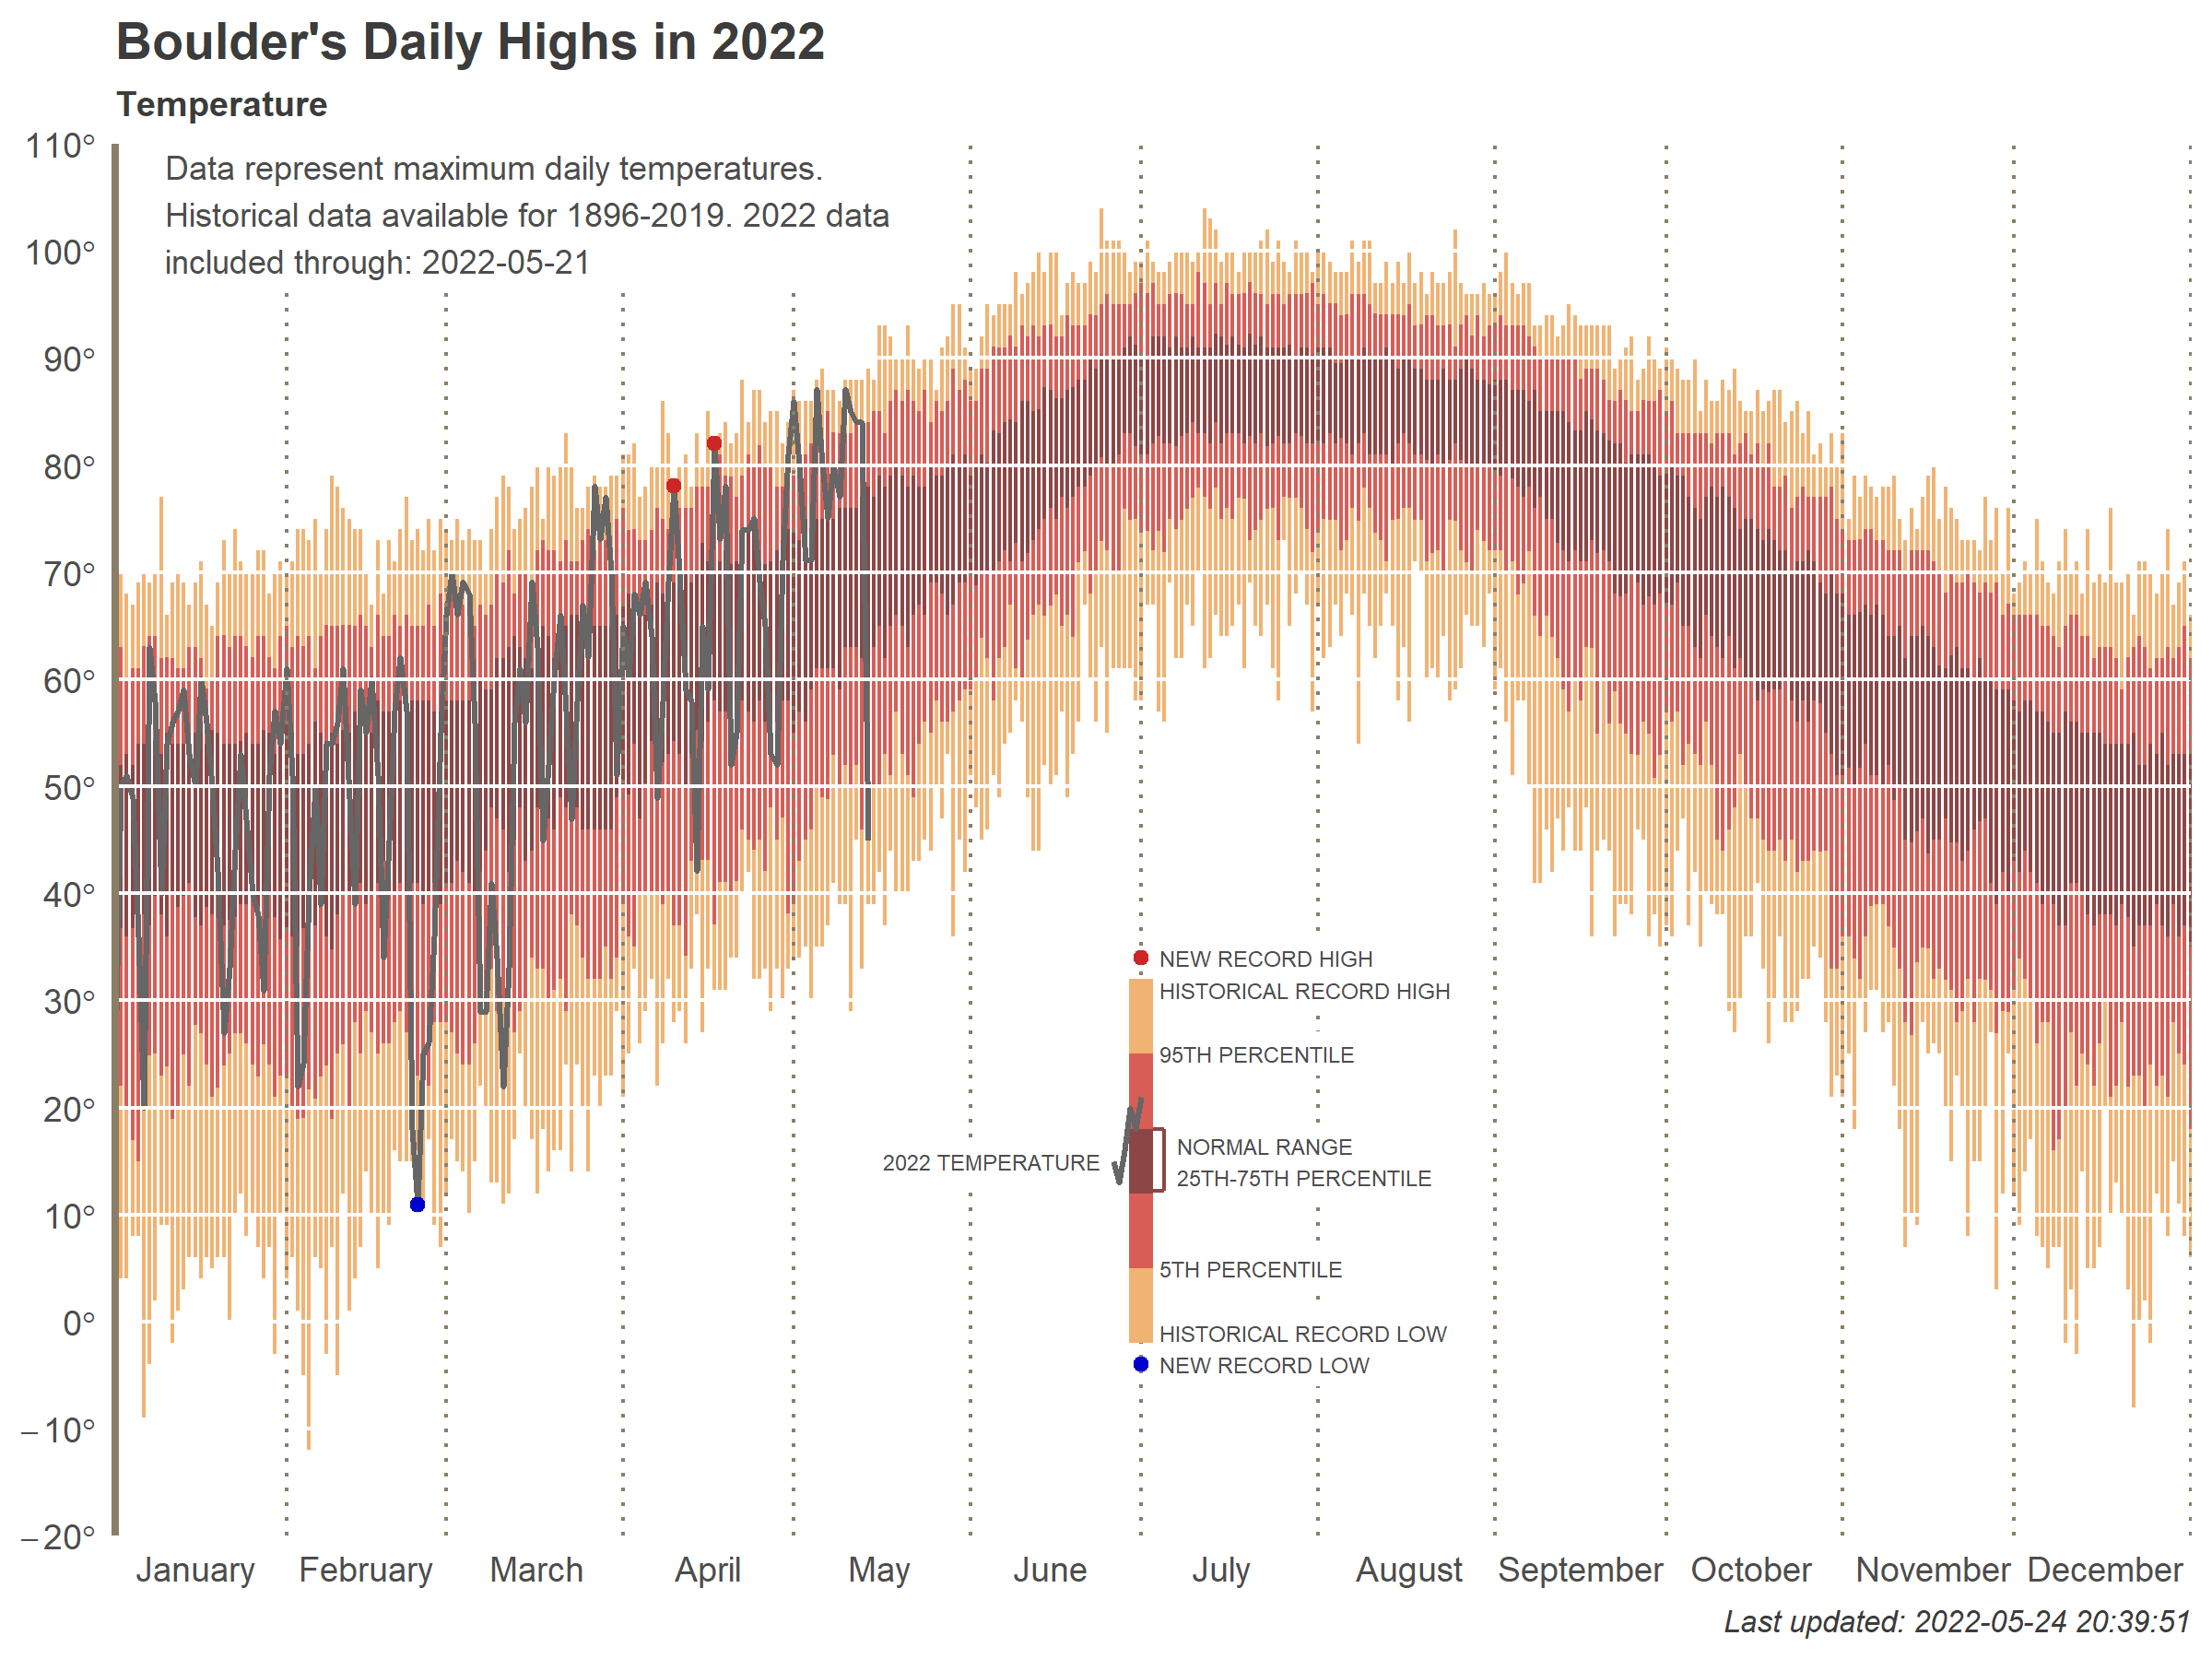 Boulder's Daily Highs in 2022
Temperature
110°
Data represent maximum daily temperatures.
Historical data available for 1896-2019. 2022 data
included through: 2022-05-21
100°
90°
80°
70°
60°
50°
40°
30°
20°
10°
0°
−10°
−20°
NEW RECORD HIGH
HISTORICAL RECORD HIGH
95TH PERCENTILE
2022 TEMPERATURE
NORMAL RANGE
25TH-75TH PERCENTILE
5TH PERCENTILE
HISTORICAL RECORD LOW
NEW RECORD LOW
January February March April May June July August September October November December
Last updated: 2022-05-24 20:39:51